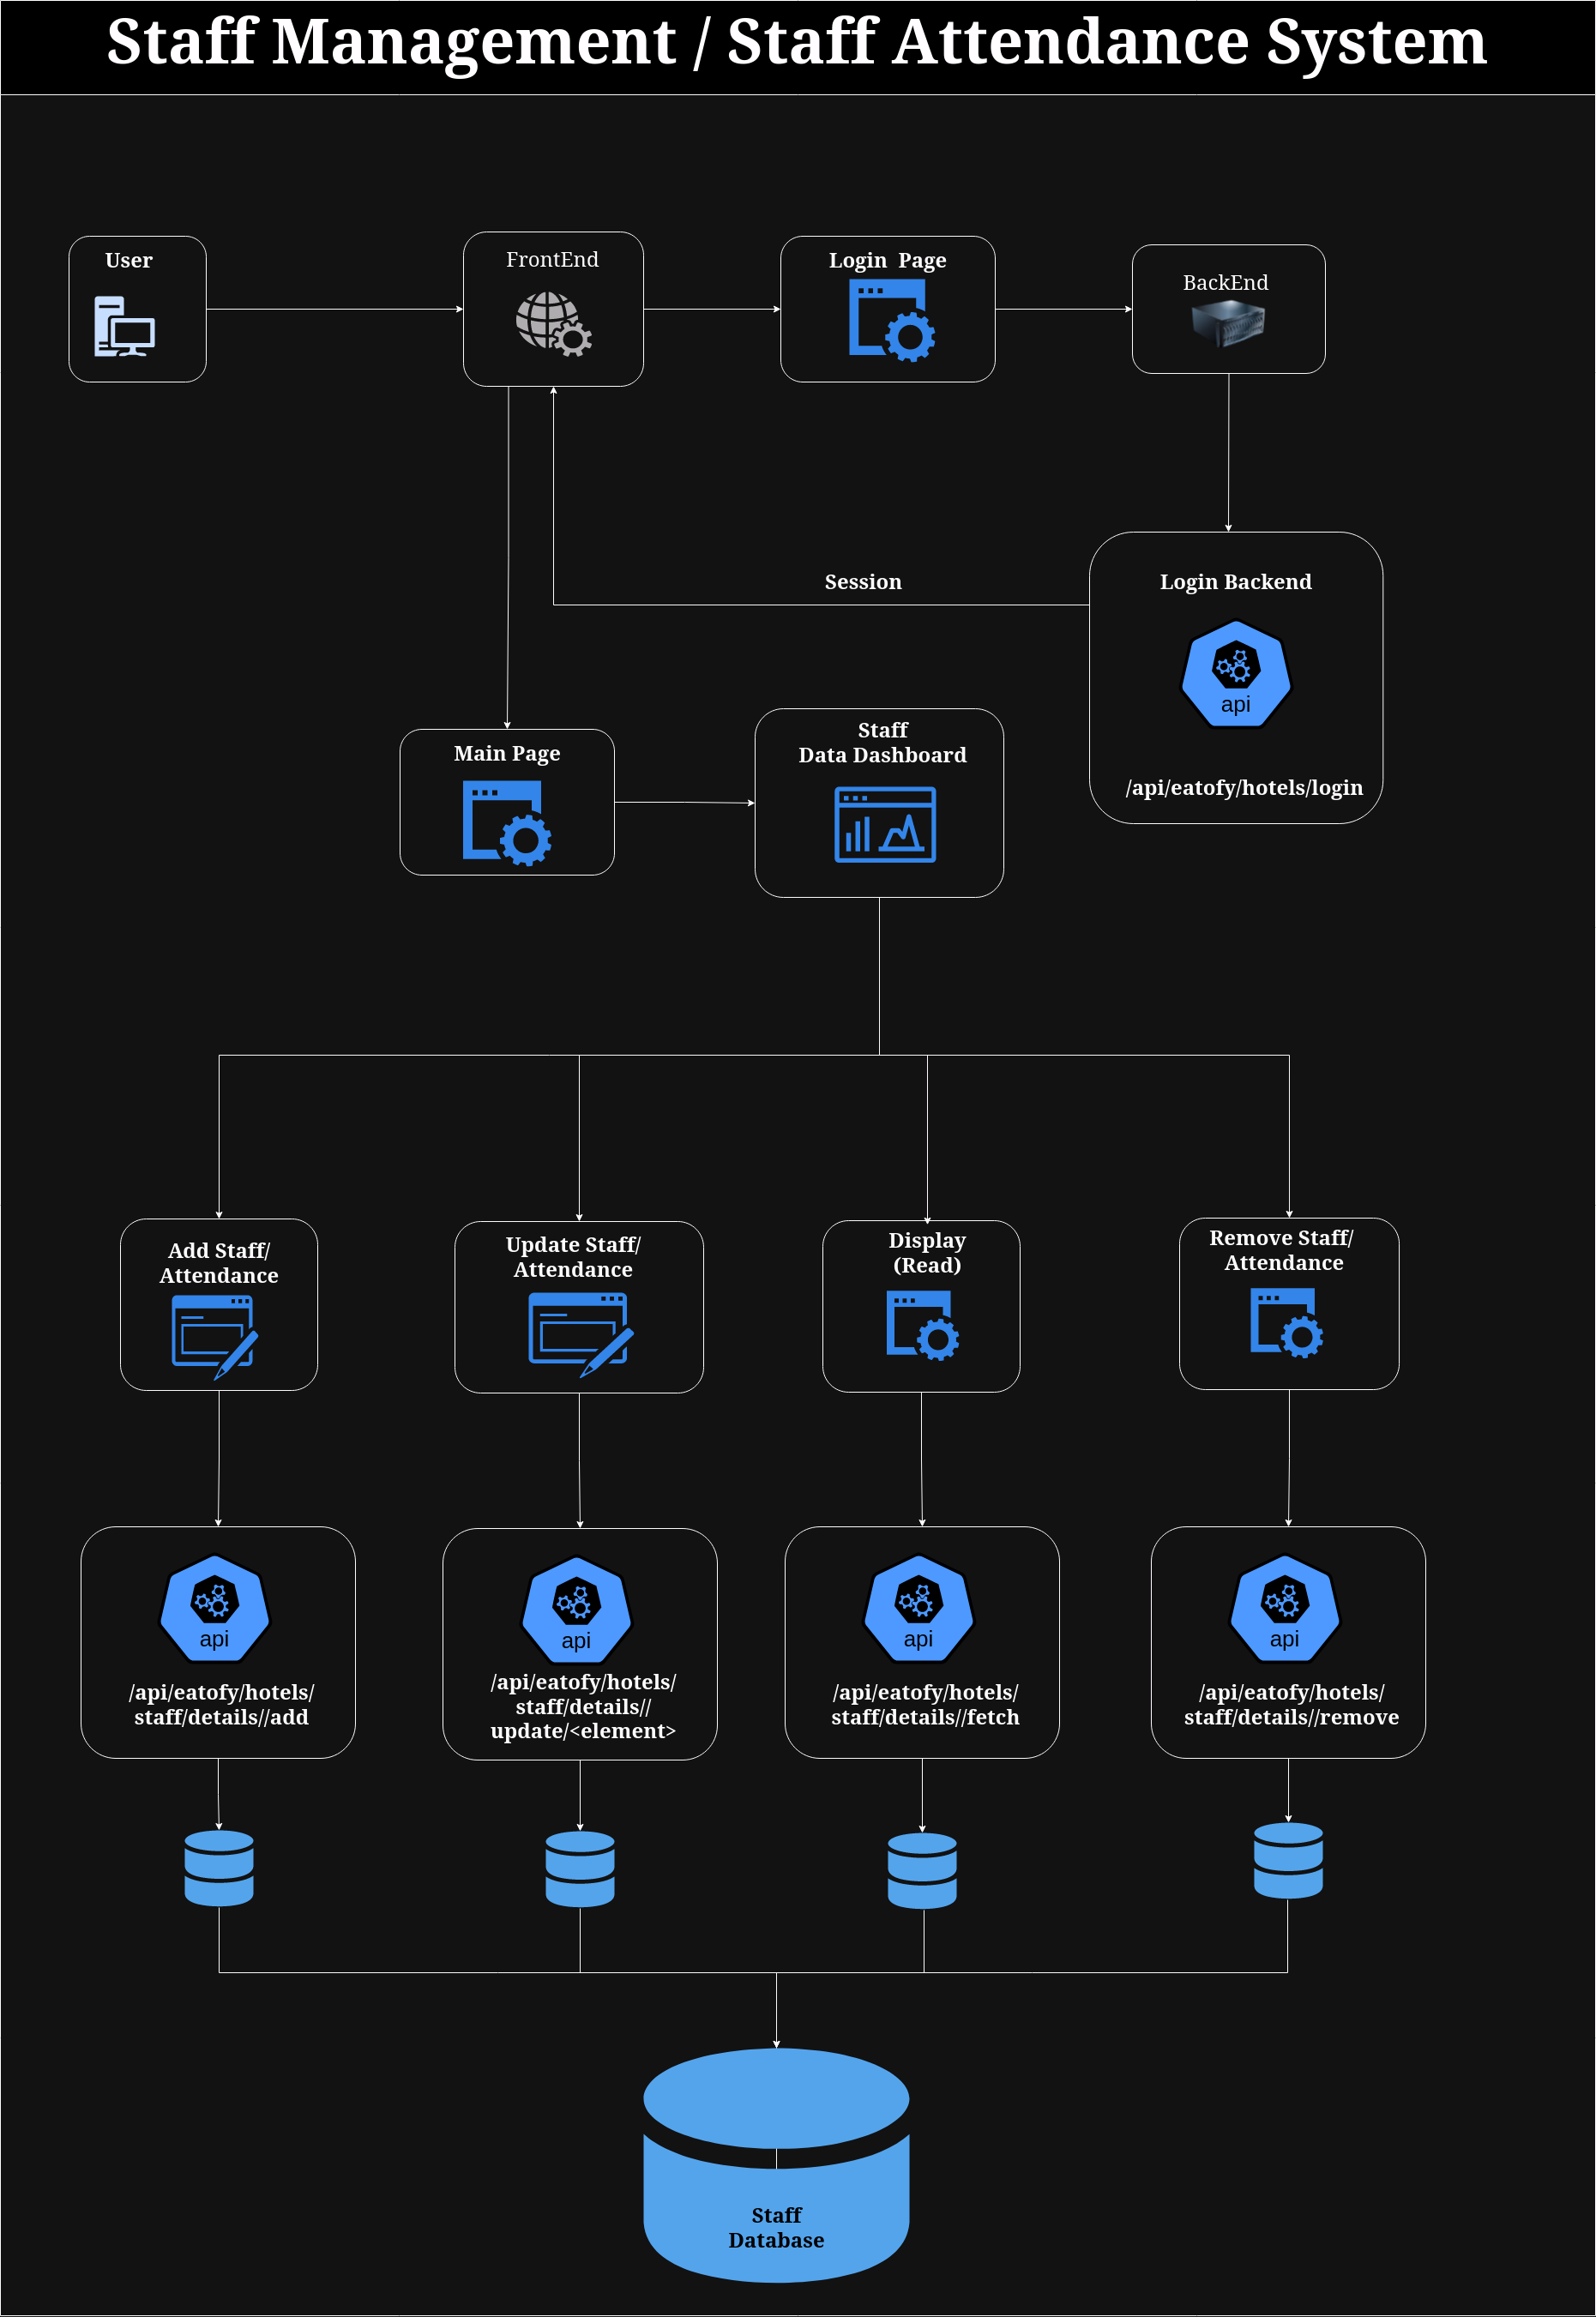 Staff Management / Staff Attendance System
User
FrontEnd
Login  Page
BackEnd
Session
Login Backend
api
/api/eatofy/hotels/login
Main Page
Staff
Data Dashboard
Add Staff/
Attendance
Update Staff/
Attendance
Display
(Read)
Remove Staff/
Attendance
api
/api/eatofy/hotels/
staff/details//add
api
/api/eatofy/hotels/
staff/details//
update/<element>
api
/api/eatofy/hotels/
staff/details//fetch
api
/api/eatofy/hotels/
staff/details//remove
Staff
Database